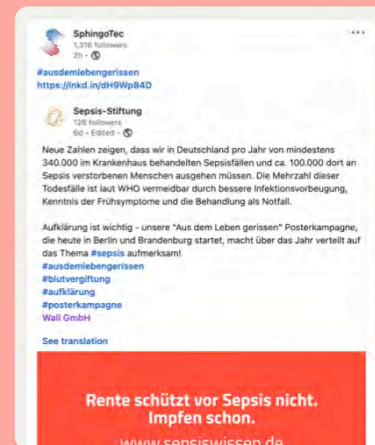 SphingoTec
1,316 followers
2h •
#ausdemlebengerissen
https://lnkd.in/dH9Wp84D
Sepsis-Stiftung
126 followers
6d • Edited •
Neue Zahlen zeigen, dass wir in Deutschland pro Jahr von mindestens
340.000 im Krankenhaus behandelten Sepsisfällen und ca. 100.000 dort an
Sepsis verstorbenen Menschen ausgehen müssen. Die Mehrzahl dieser
Todesfälle ist laut WHO vermeidbar durch bessere Infektionsvorbeugung,
Kenntnis der Frühsymptome und die Behandlung als Notfall.
Aufklärung ist wichtig - unsere "Aus dem Leben gerissen" Posterkampagne,
die heute in Berlin und Brandenburg startet, macht über das Jahr verteilt auf
das Thema #sepsis aufmerksam!
#ausdemlebengerissen
#blutvergiftung
#aufklärung
#posterkampagne
Wall GmbH
See translation
Rente schützt vor Sepsis nicht.
Impfen schon.
www.sepsiswissen.de